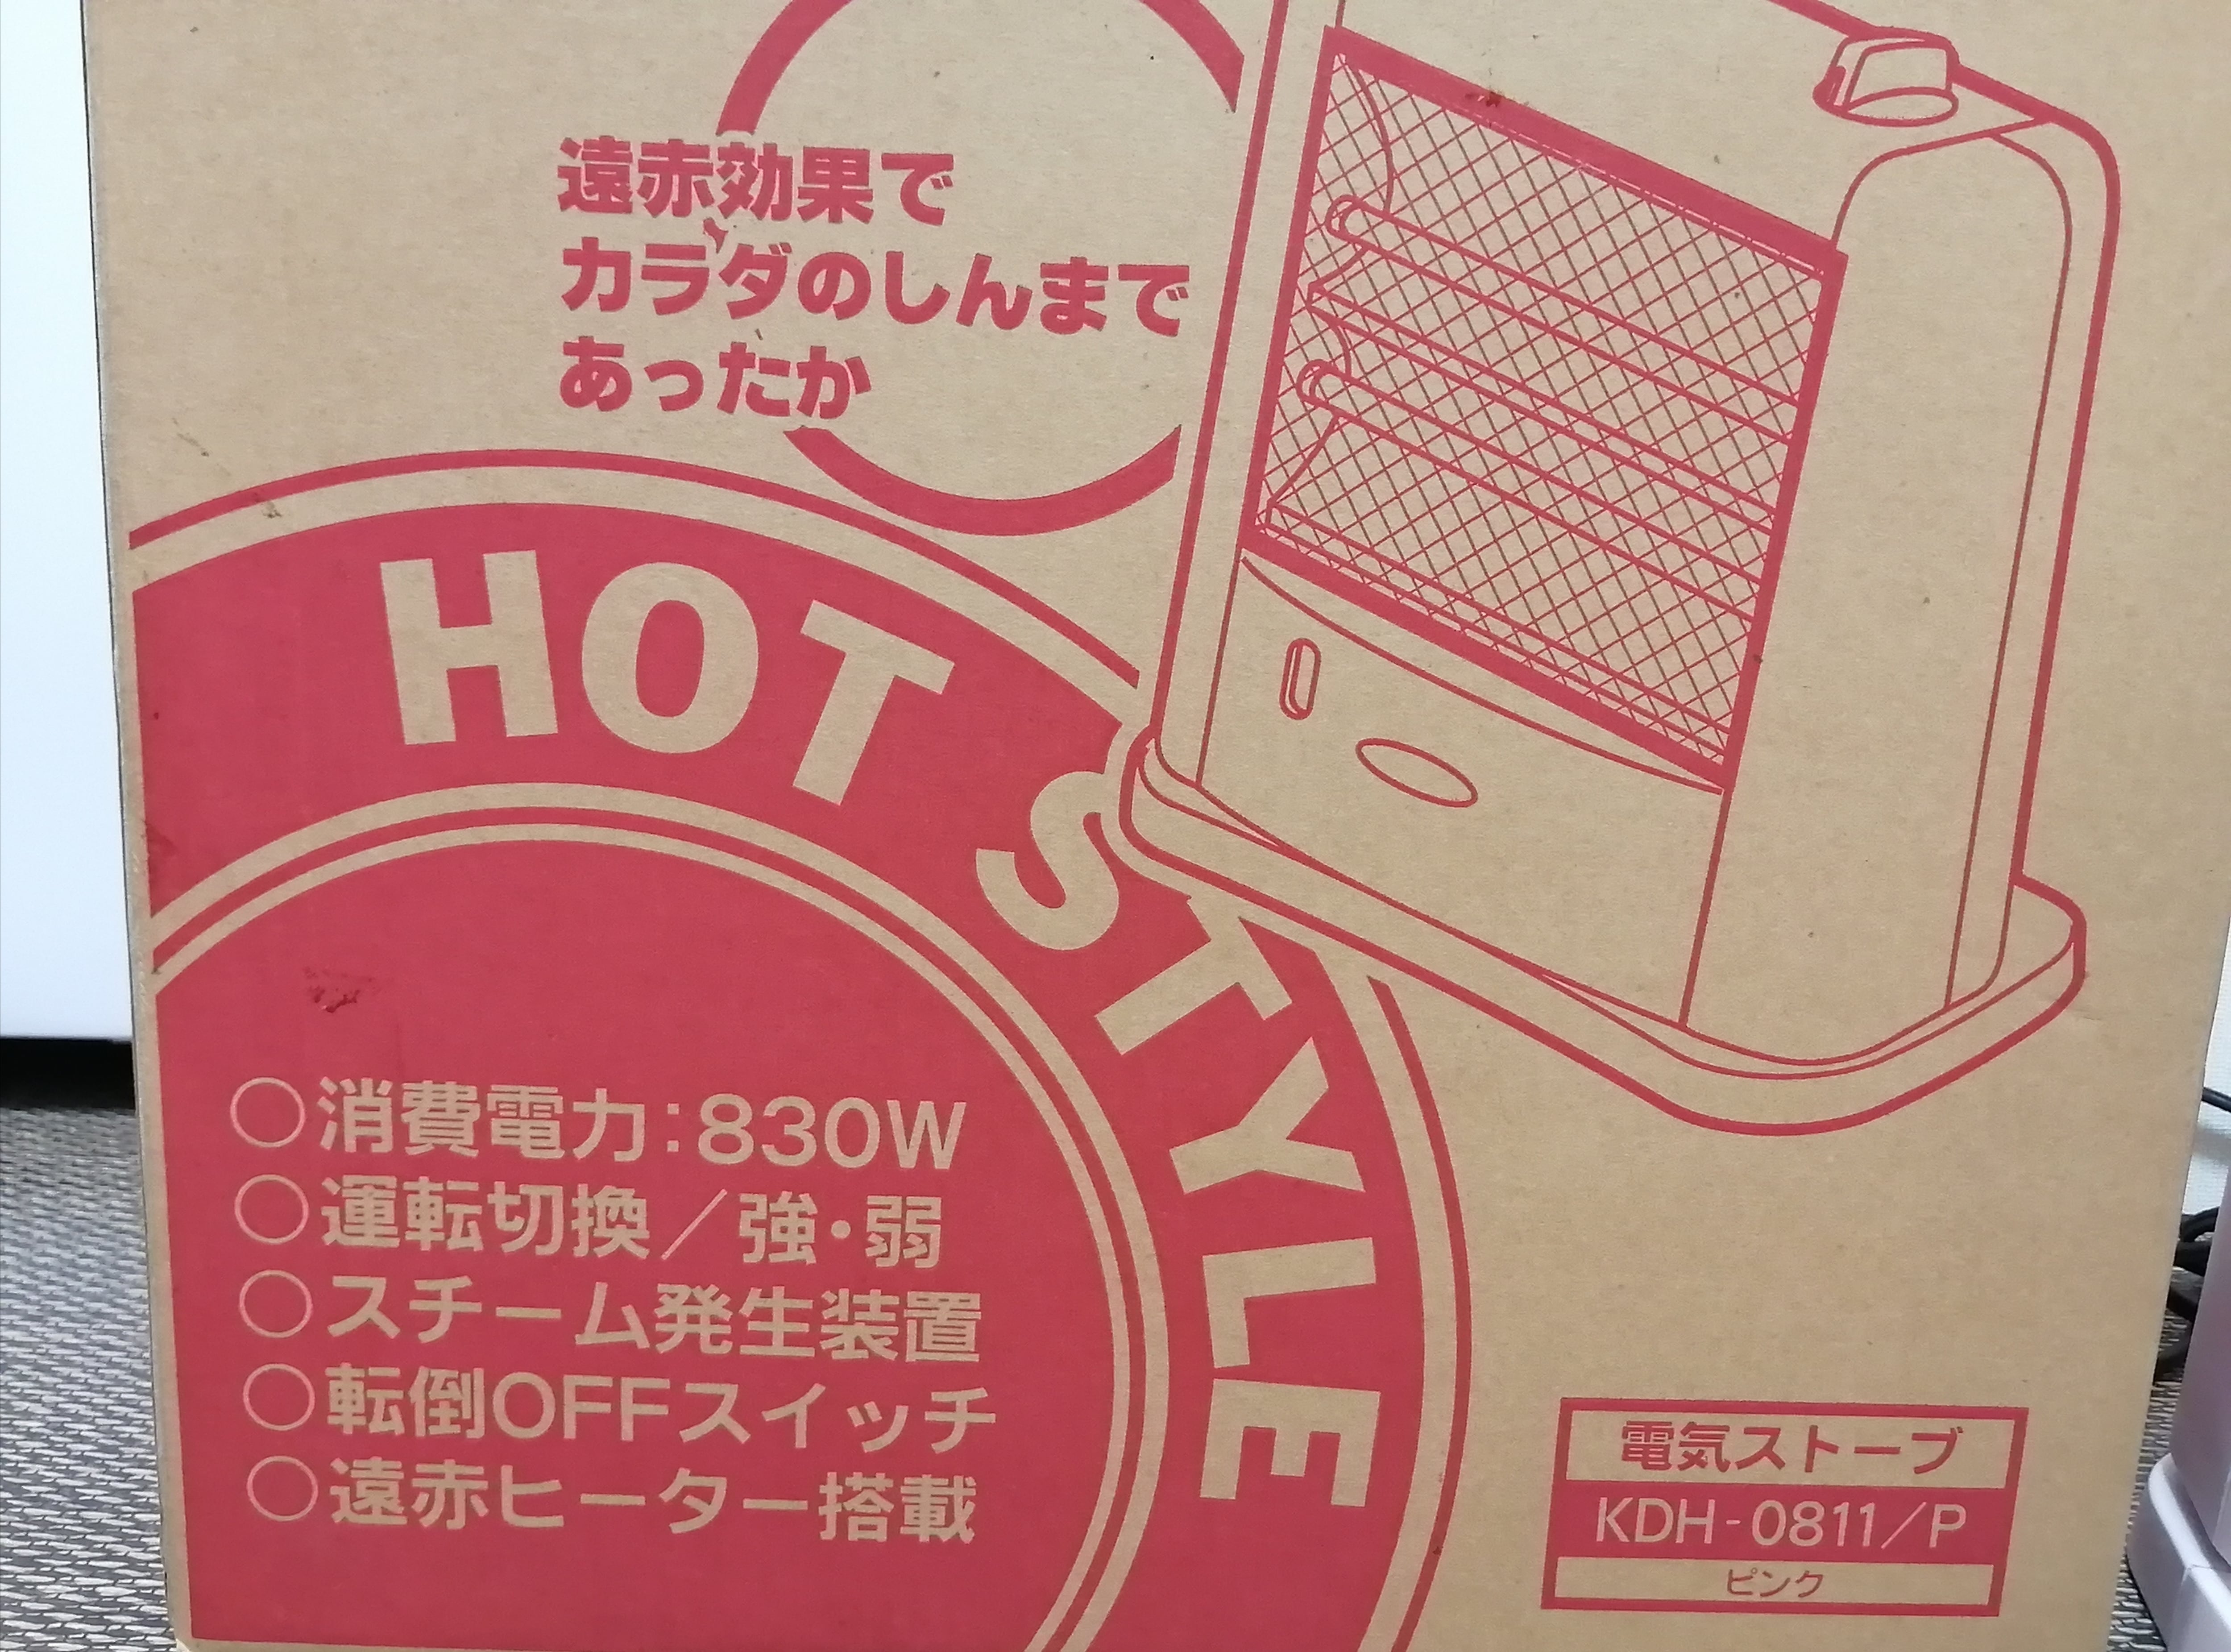 遠赤効果で
カラダのしんまで
あったか
HOT STYLE
○消費電力:830W
○運転切換／強・弱
○スチーム発生装置
○転倒OFFスイッチ
○遠赤ヒーター搭載
電気ストーブ
KDH-0811／P
ピンク